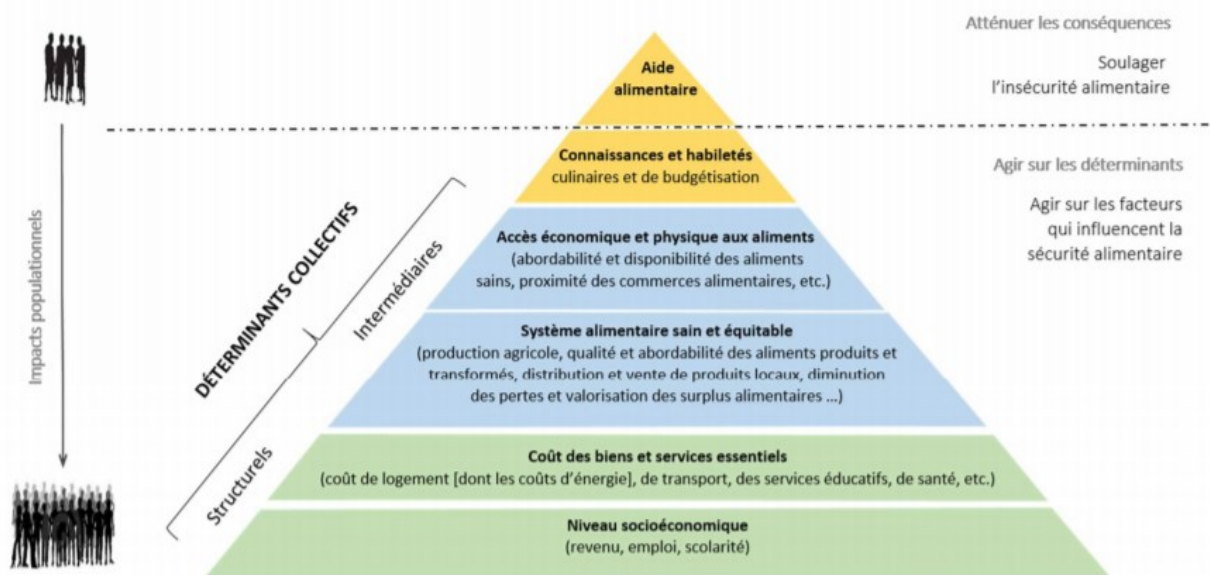 Atténuer les conséquences
Soulager
l'insécurité alimentaire
Aide
alimentaire
Connaissances et habiletés
culinaires et de budgétisation
Agir sur les déterminants
Agir sur les facteurs
qui influencent la
sécurité alimentaire
Accès économique et physique aux aliments
(abordabilité et disponibilité des aliments
sains, proximité des commerces alimentaires, etc.)
Système alimentaire sain et équitable
(production agricole, qualité et abordabilité des aliments produits et
transformés, distribution et vente de produits locaux, diminution
des pertes et valorisation des surplus alimentaires ...)
Coût des biens et services essentiels
(coût de logement [dont les coûts d'énergie], de transport, des services éducatifs, de santé, etc.)
Niveau socioéconomique
(revenu, emploi, scolarité)
Impacts populationnels
DÉTERMINANTS COLLECTIFS
Intermédiaires
Structurels